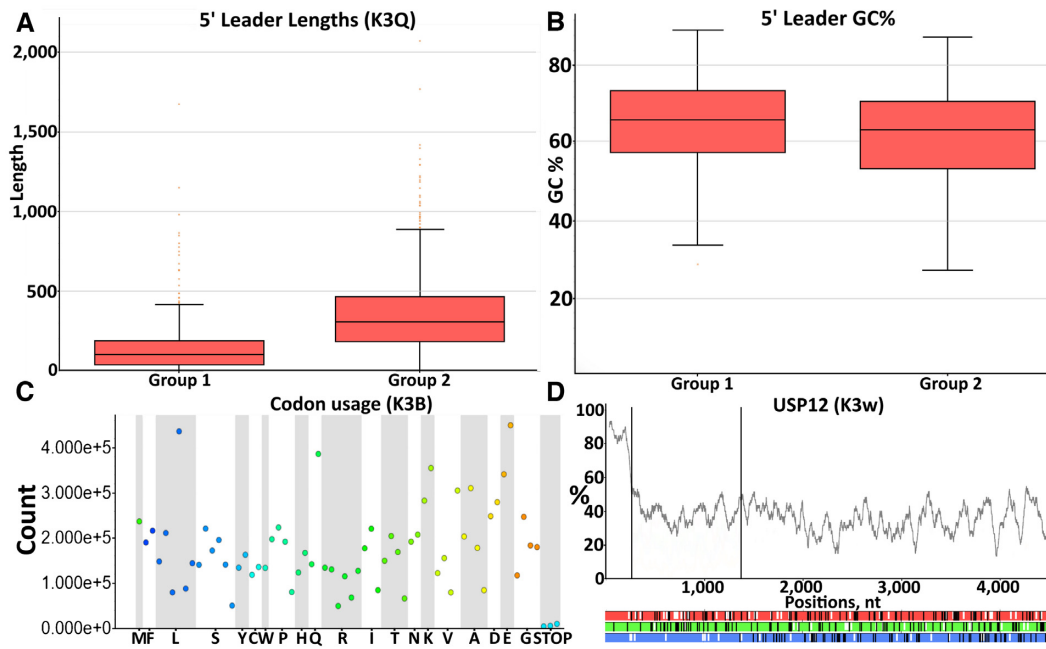 A
5' Leader Lengths (K3Q)
2,000
1,500
1,000
500
0
Length
Group 1
Group 2
B
5' Leader GC%
80
60
40
20
GC %
Group 1
Group 2
C
Codon usage (K3B)
4.000e+5
3.000e+5
2.000e+5
1.000e+5
0.000e+0
Count
M F L S Y C W P H Q R I T N K V A D E G STOP
D
USP12 (K3w)
100
80
60
40
20
0
%
1,000 2,000 3,000 4,000
Positions, nt